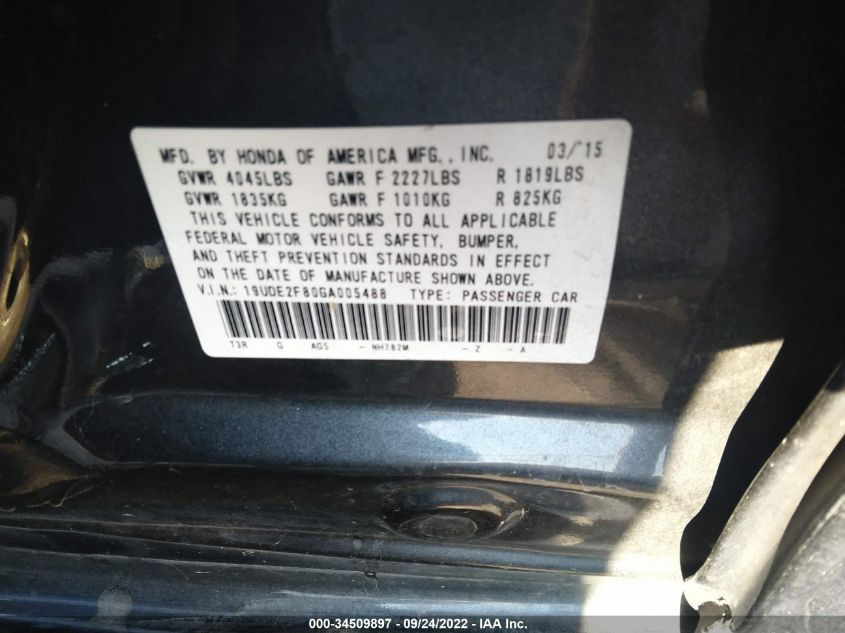 MFD. BY HONDA OF AMERICA MFG., INC. 03/'15
GVWR 4045LBS GAWR F 2227LBS R 1819LBS
GVWR 1835KG GAWR F 1010KG R 825KG
THIS VEHICLE CONFORMS TO ALL APPLICABLE
FEDERAL MOTOR VEHICLE SAFETY, BUMPER,
AND THEFT PREVENTION STANDARDS IN EFFECT
ON THE DATE OF MANUFACTURE SHOWN ABOVE.
V.I.N.: 19UDE2F80GA005488 TYPE: PASSENGER CAR
T3R G AG5 - NH782M - Z - A
000-34509897 - 09/24/2022 - IAA Inc.